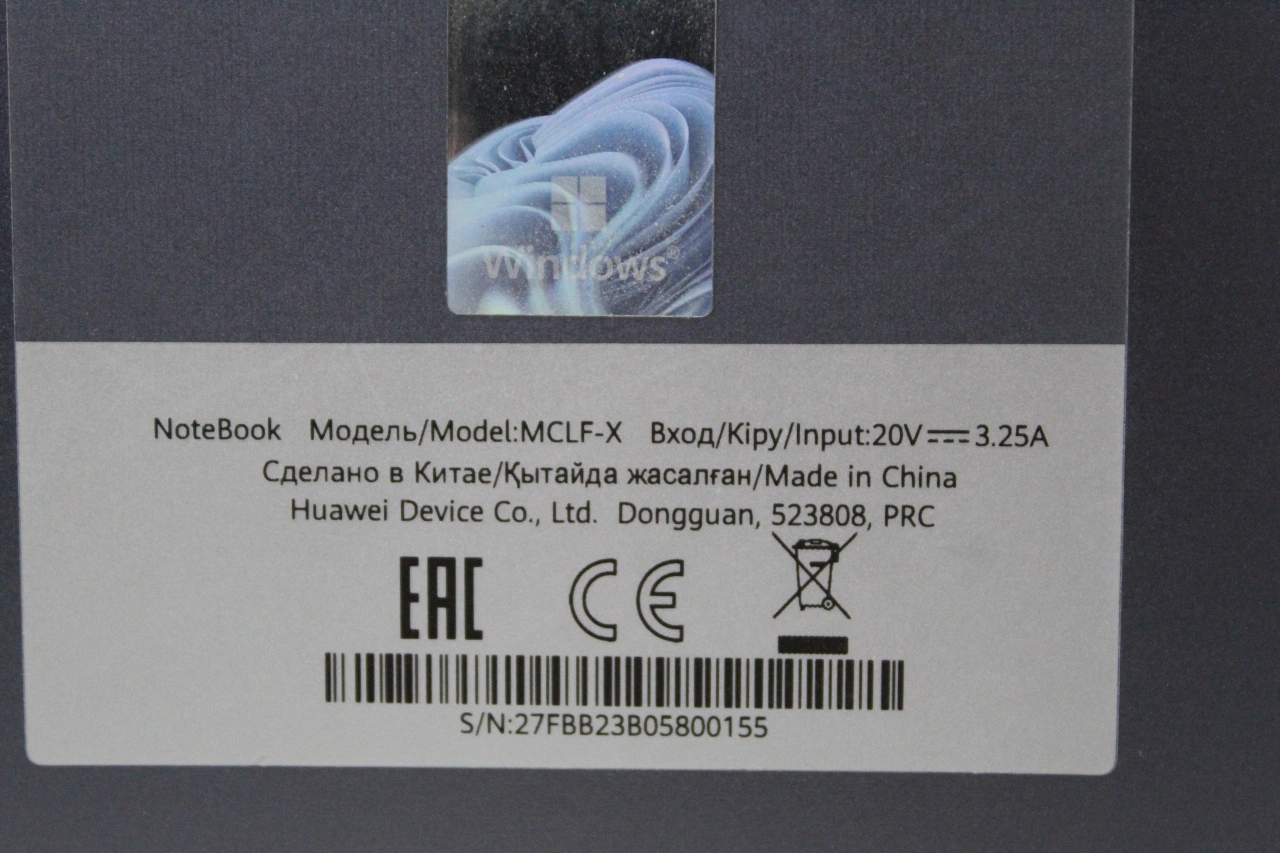 Windows®
NoteBook Модель/Model:MCLF-X Вход/Кіру/Input:20V⎓3.25A
Сделано в Китае/Қытайда жасалған/Made in China
Huawei Device Co., Ltd. Dongguan, 523808, PRC
EAC CE
S/N:27FBB23B05800155